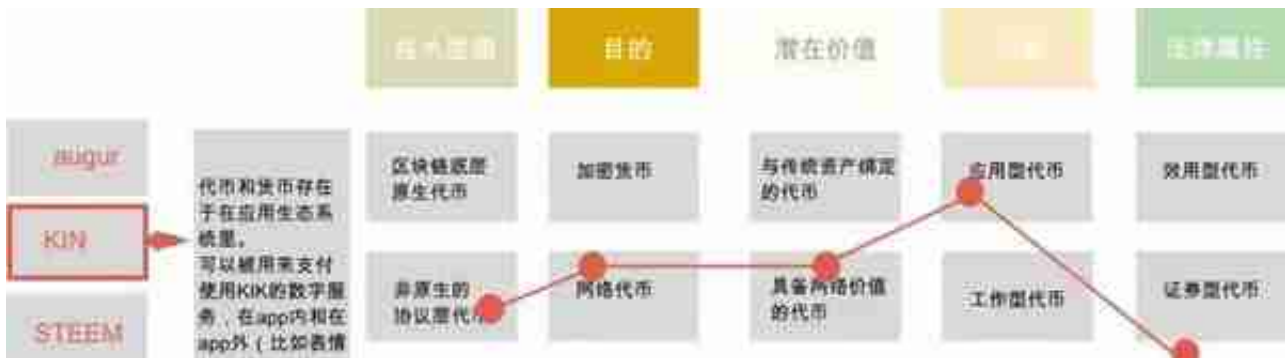 目的
潜在价值
法律属性
augur
KIN
STEEM
代币和货币存在
于在应用生态系
统里。
可以被用来支付
使用KIK的数字服
务，在app内和在
app外（比如表情
区块链底层
原生代币
加密货币
与传统资产绑定
的代币
应用型代币
效用型代币
非原生的
协议层代币
网络代币
具备网络价值
的代币
工作型代币
证券型代币